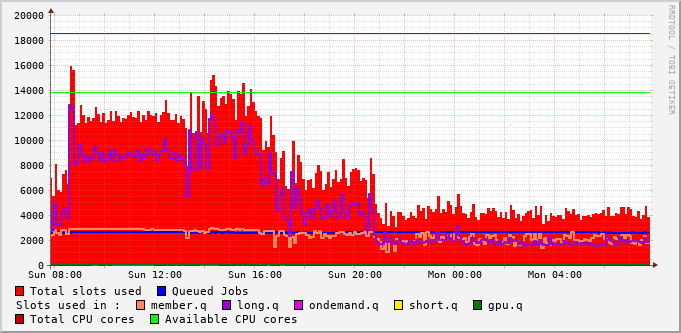 20000
18000
16000
14000
12000
10000
8000
6000
4000
2000
0
Sun 08:00 Sun 12:00 Sun 16:00 Sun 20:00 Mon 00:00 Mon 04:00
RRDTOOL / TOBI OETIKER
Total slots used Queued Jobs
Slots used in : member.q long.q ondemand.q short.q gpu.q
Total CPU cores Available CPU cores